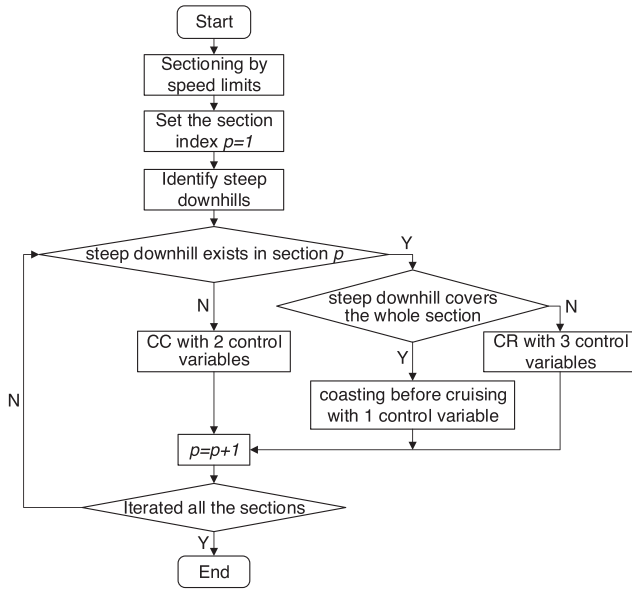 Start
Sectioning by
speed limits
Set the section
index p=1
Identify steep
downhills
steep downhill exists in section p
Y
N
steep downhill covers
the whole section
N
Y
CC with 2 control
variables
CR with 3 control
variables
coasting before cruising
with 1 control variable
N
p=p+1
Iterated all the sections
Y
End